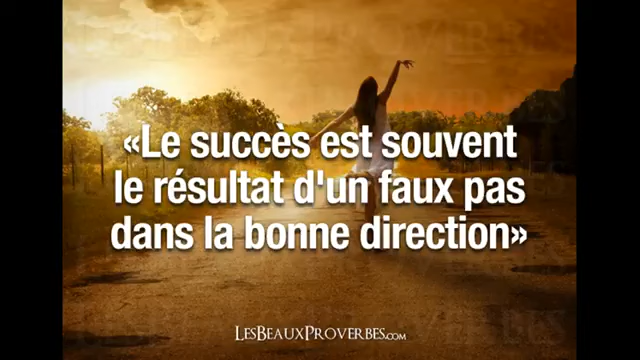 «Le succès est souvent
le résultat d'un faux pas
dans la bonne direction»
LESBEAUXPROVERBES.COM